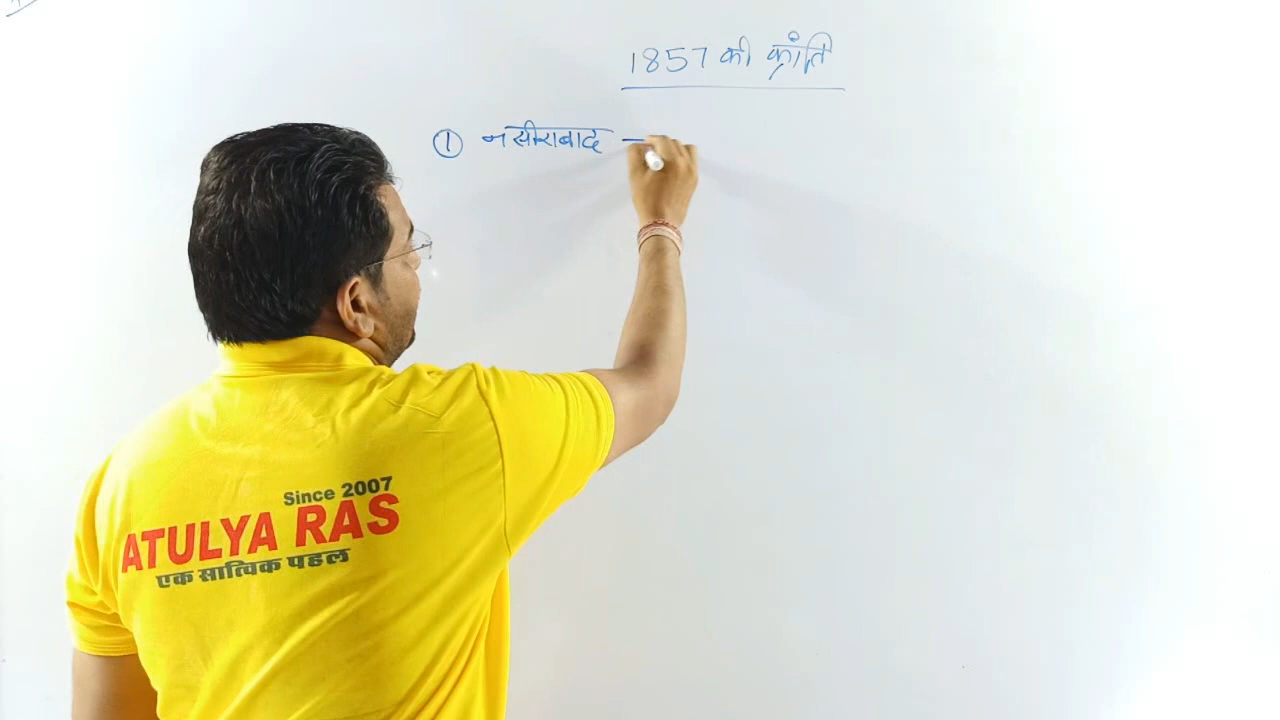 1857 की क्रांति
① नसीराबाद –
Since 2007
ATULYA RAS
एक सात्विक पहल